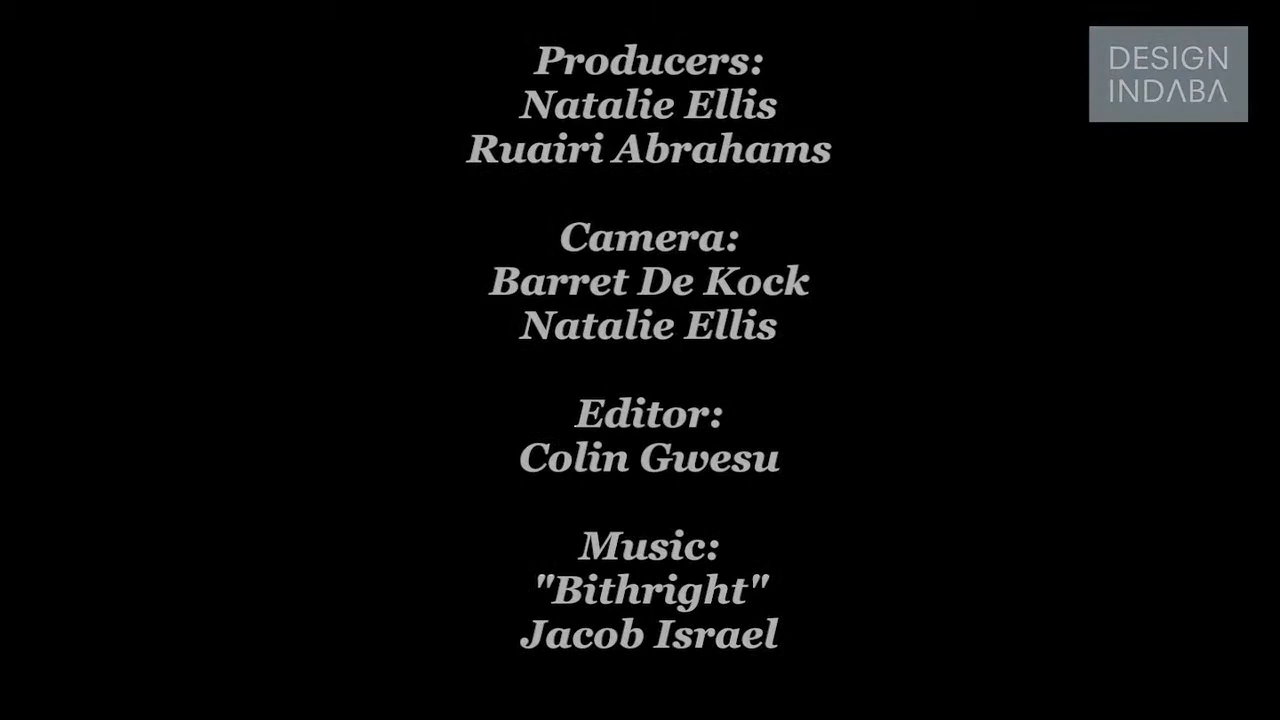 Producers:
Natalie Ellis
Ruairi Abrahams
Camera:
Barret De Kock
Natalie Ellis
Editor:
Colin Gwesu
Music:
"Bithright"
Jacob Israel
DESIGN
INDABA